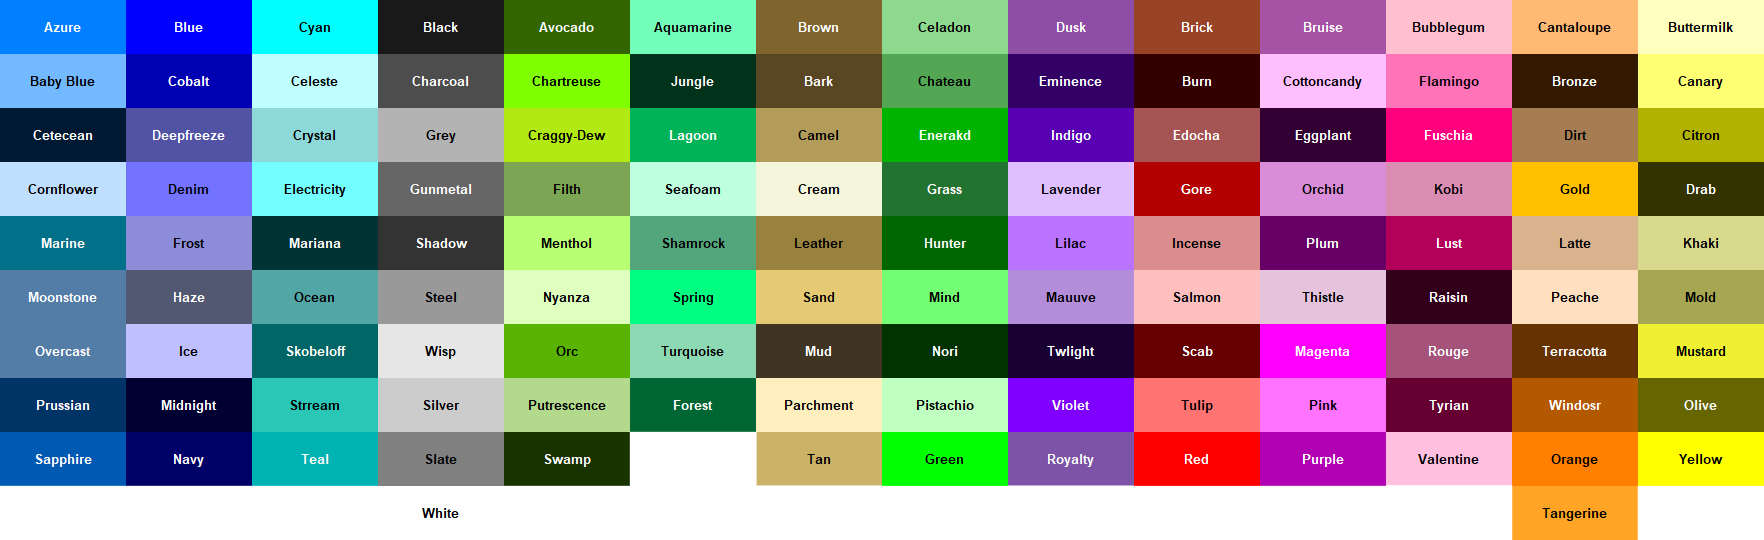 Azure Blue Cyan Black Avocado Aquamarine Brown Celadon Dusk Brick Bruise Bubblegum Cantaloupe Buttermilk
Baby Blue Cobalt Celeste Charcoal Chartreuse Jungle Bark Chateau Eminence Burn Cottoncandy Flamingo Bronze Canary
Cetecean Deepfreeze Crystal Grey Craggy-Dew Lagoon Camel Enerakd Indigo Edocha Eggplant Fuschia Dirt Citron
Cornflower Denim Electricity Gunmetal Filth Seafoam Cream Grass Lavender Gore Orchid Kobi Gold Drab
Marine Frost Mariana Shadow Menthol Shamrock Leather Hunter Lilac Incense Plum Lust Latte Khaki
Moonstone Haze Ocean Steel Nyanza Spring Sand Mind Mauuve Salmon Thistle Raisin Peache Mold
Overcast Ice Skobeloff Wisp Orc Turquoise Mud Nori Twlight Scab Magenta Rouge Terracotta Mustard
Prussian Midnight Strream Silver Putrescence Forest Parchment Pistachio Violet Tulip Pink Tyrian Windosr Olive
Sapphire Navy Teal Slate Swamp Tan Green Royalty Red Purple Valentine Orange Yellow
White Tangerine